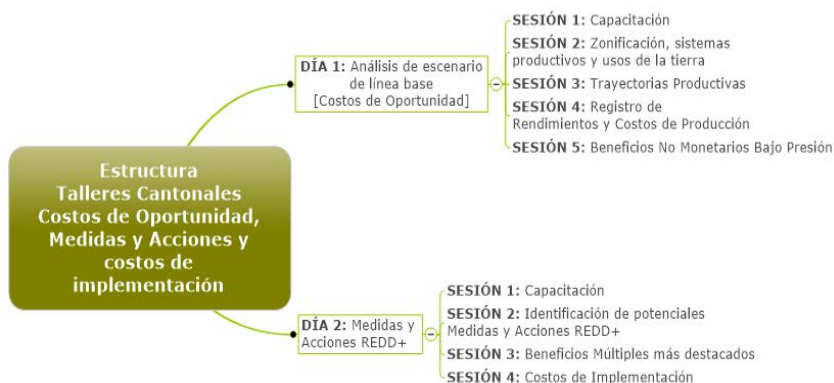 Estructura
Talleres Cantonales
Costos de Oportunidad,
Medidas y Acciones y
costos de
implementación
DÍA 1: Análisis de escenario
de línea base
[Costos de Oportunidad]
SESIÓN 1: Capacitación
SESIÓN 2: Zonificación, sistemas
productivos y usos de la tierra
SESIÓN 3: Trayectorias Productivas
SESIÓN 4: Registro de
Rendimientos y Costos de Producción
SESIÓN 5: Beneficios No Monetarios Bajo Presión
DÍA 2: Medidas y
Acciones REDD+
SESIÓN 1: Capacitación
SESIÓN 2: Identificación de potenciales
Medidas y Acciones REDD+
SESIÓN 3: Beneficios Múltiples más destacados
SESIÓN 4: Costos de Implementación